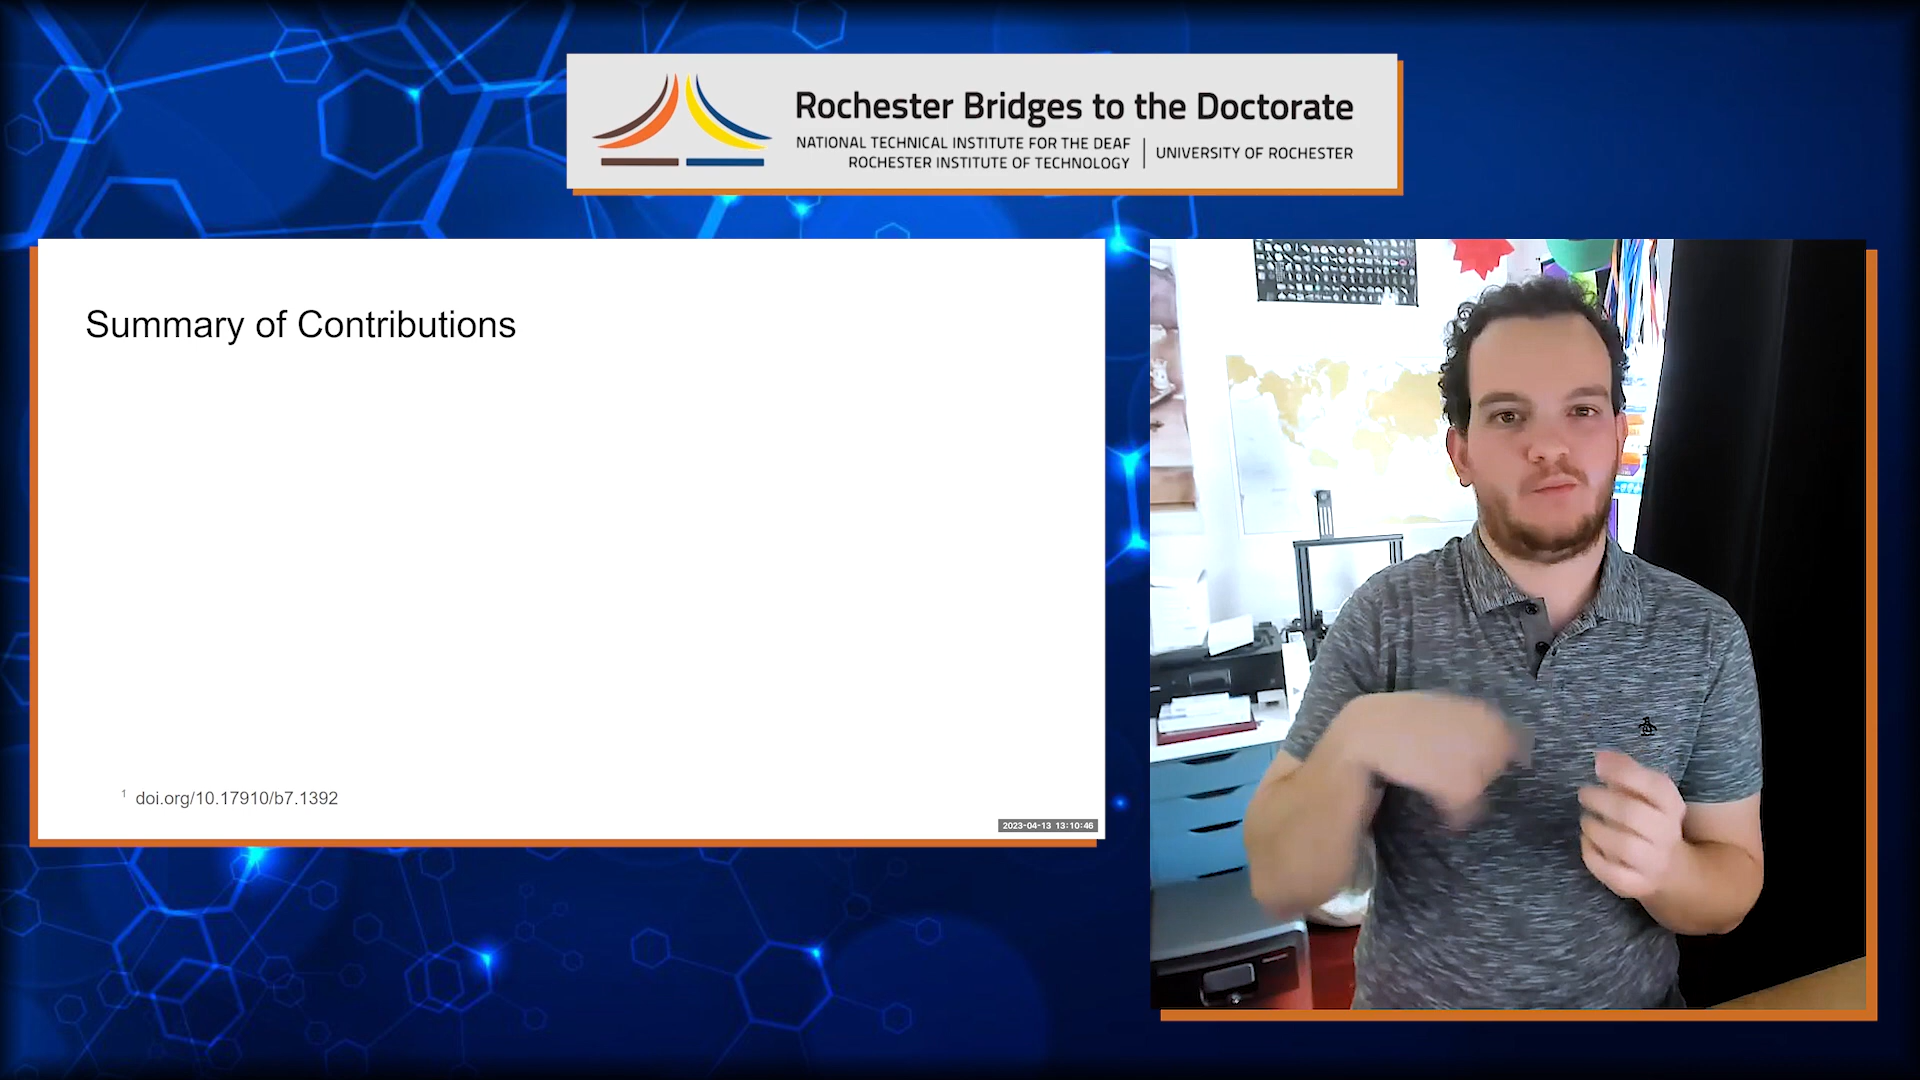 Rochester Bridges to the Doctorate
NATIONAL TECHNICAL INSTITUTE FOR THE DEAF
ROCHESTER INSTITUTE OF TECHNOLOGY
UNIVERSITY OF ROCHESTER
Summary of Contributions
1 doi.org/10.17910/b7.1392
2023-04-13 13:10:46